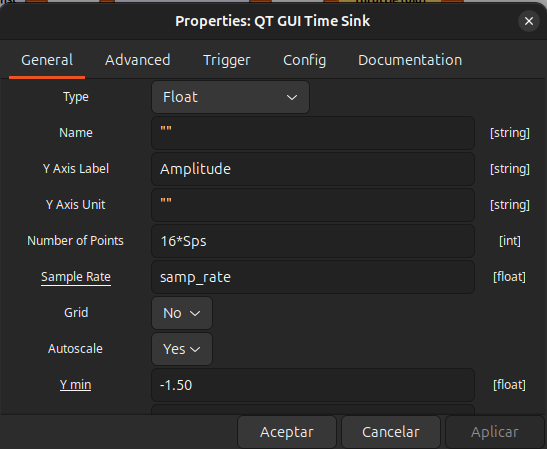 Properties: QT GUI Time Sink
General Advanced Trigger Config Documentation
Type Float
Name "" [string]
Y Axis Label Amplitude [string]
Y Axis Unit "" [string]
Number of Points 16*Sps [int]
Sample Rate samp_rate [float]
Grid No
Autoscale Yes
Y min -1.50 [float]
Aceptar Cancelar Aplicar